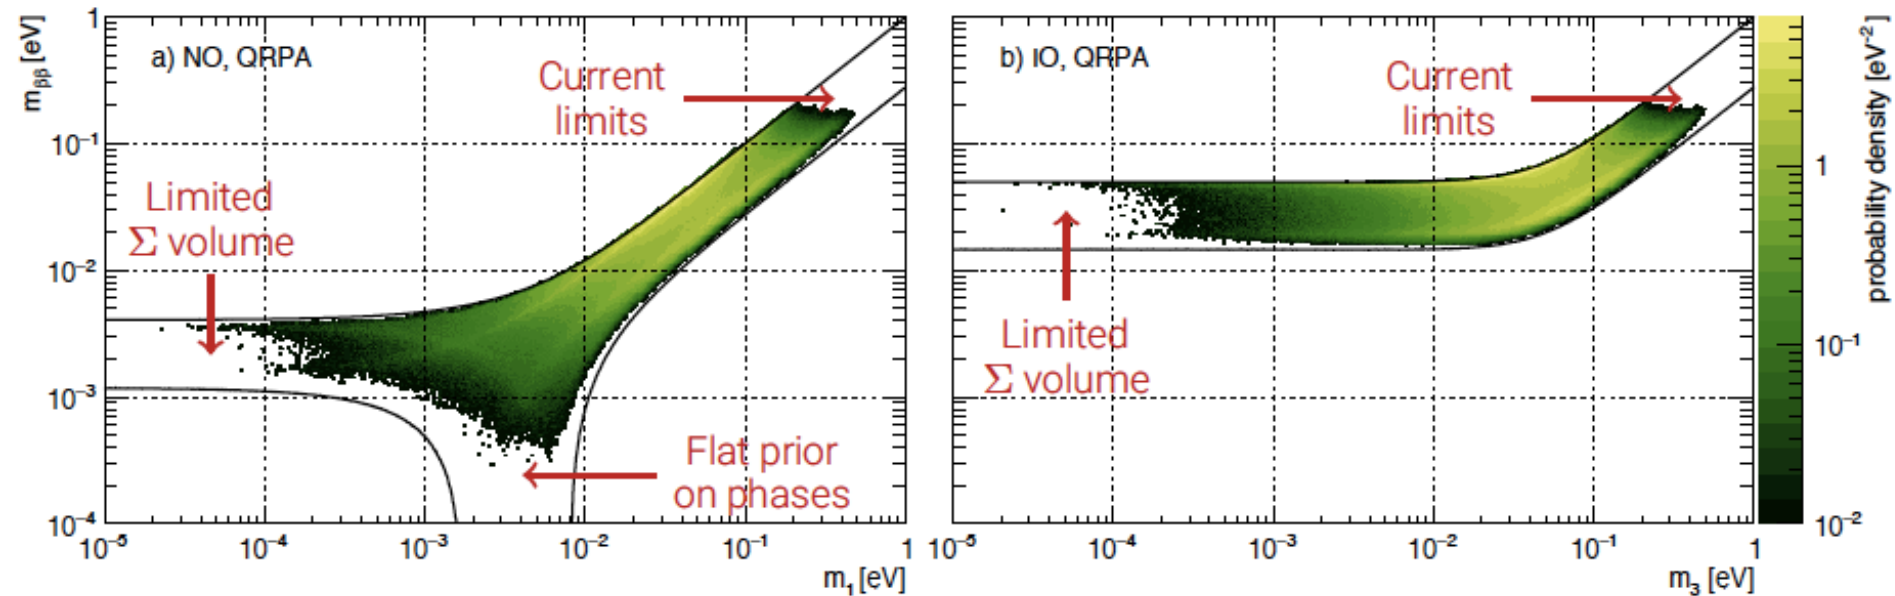 mββ [eV]
1
10⁻¹
10⁻²
10⁻³
10⁻⁴
a) NO, QRPA
Current
limits
Limited
Σ volume
Flat prior
on phases
10⁻⁵
10⁻⁴
10⁻³
10⁻²
10⁻¹
1
m₁ [eV]
b) IO, QRPA
Current
limits
Limited
Σ volume
10⁻⁵
10⁻⁴
10⁻³
10⁻²
10⁻¹
1
m₃ [eV]
probability density [eV⁻²]
1
10⁻¹
10⁻²